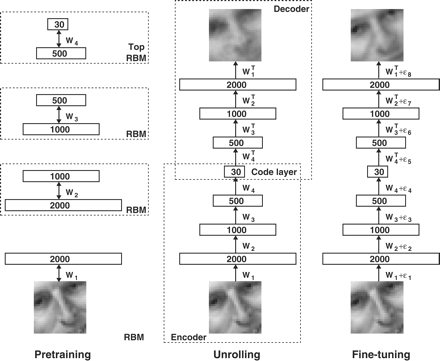 30
W4
500
Top
RBM
500
W3
1000
RBM
1000
W2
2000
RBM
2000
W1
RBM
Pretraining
Decoder
W1T
2000
W2T
1000
W3T
500
W4T
30
Code layer
W4
500
W3
1000
W2
2000
W1
Encoder
Unrolling
W1T+ε8
2000
W2T+ε7
1000
W3T+ε6
500
W4T+ε5
30
W4+ε4
500
W3+ε3
1000
W2+ε2
2000
W1+ε1
Fine-tuning